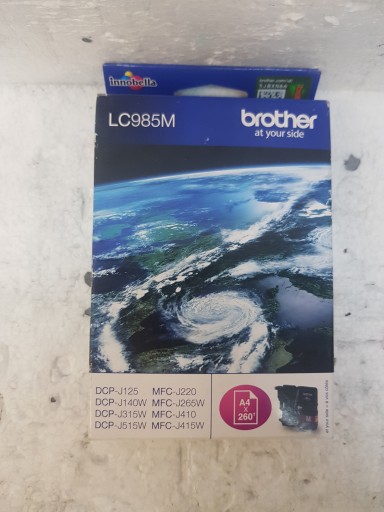 innobella
LC985M
brother
at your side
DCP-J125 MFC-J220
DCP-J140W MFC-J265W
DCP-J315W MFC-J410
DCP-J515W MFC-J415W
A4
x
260